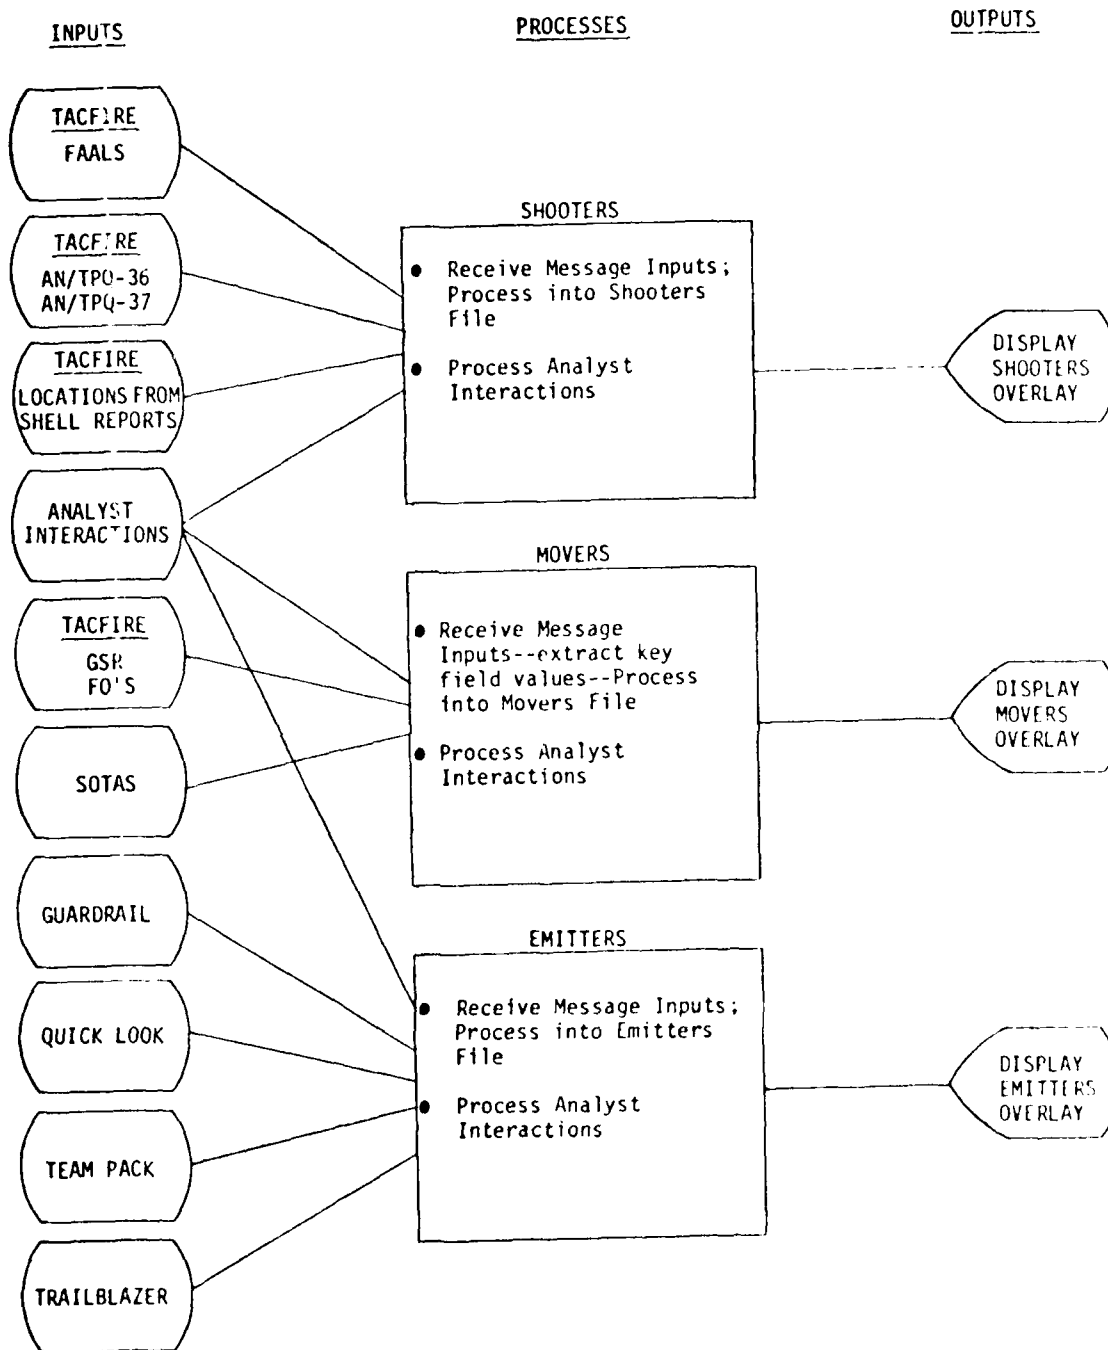 INPUTS
PROCESSES
OUTPUTS
TACFIRE
FAALS
TACFIRE
AN/TPQ-36
AN/TPQ-37
TACFIRE
LOCATIONS FROM
SHELL REPORTS
ANALYST
INTERACTIONS
TACFIRE
GSR
FO'S
SOTAS
GUARDRAIL
QUICK LOOK
TEAM PACK
TRAILBLAZER
SHOOTERS
● Receive Message Inputs;
Process into Shooters
File
● Process Analyst
Interactions
MOVERS
● Receive Message
Inputs--extract key
field values--Process
into Movers File
● Process Analyst
Interactions
EMITTERS
● Receive Message Inputs;
Process into Emitters
File
● Process Analyst
Interactions
DISPLAY
SHOOTERS
OVERLAY
DISPLAY
MOVERS
OVERLAY
DISPLAY
EMITTERS
OVERLAY